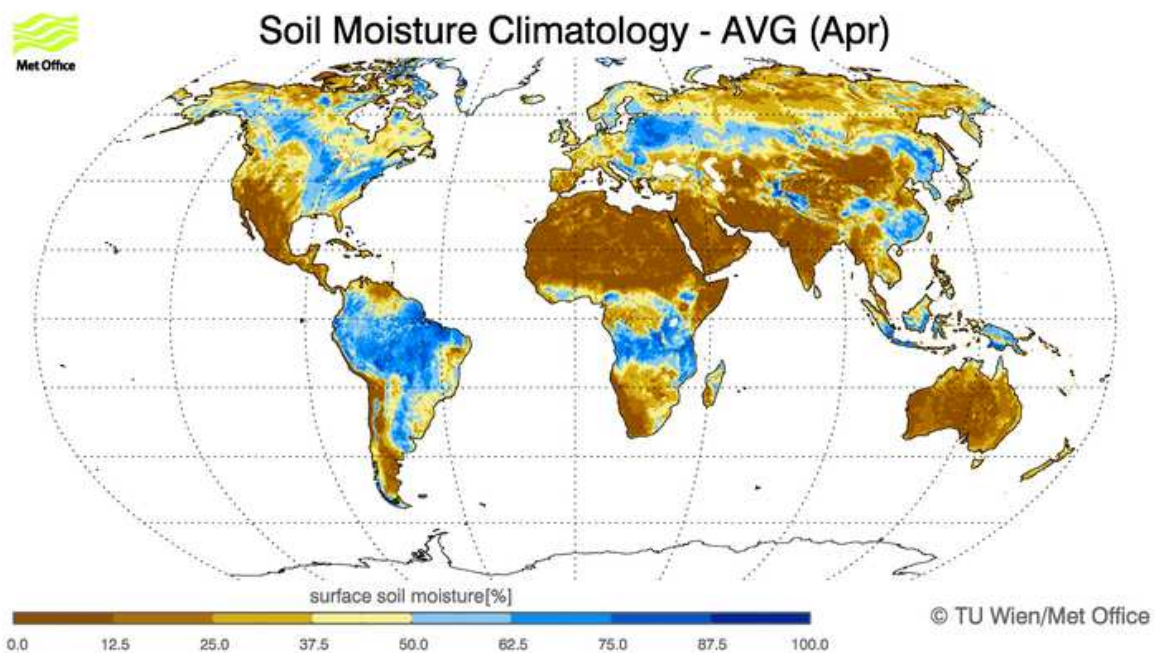 Soil Moisture Climatology - AVG (Apr)
Met Office
surface soil moisture[%]
0.0 12.5 25.0 37.5 50.0 62.5 75.0 87.5 100.0
© TU Wien/Met Office